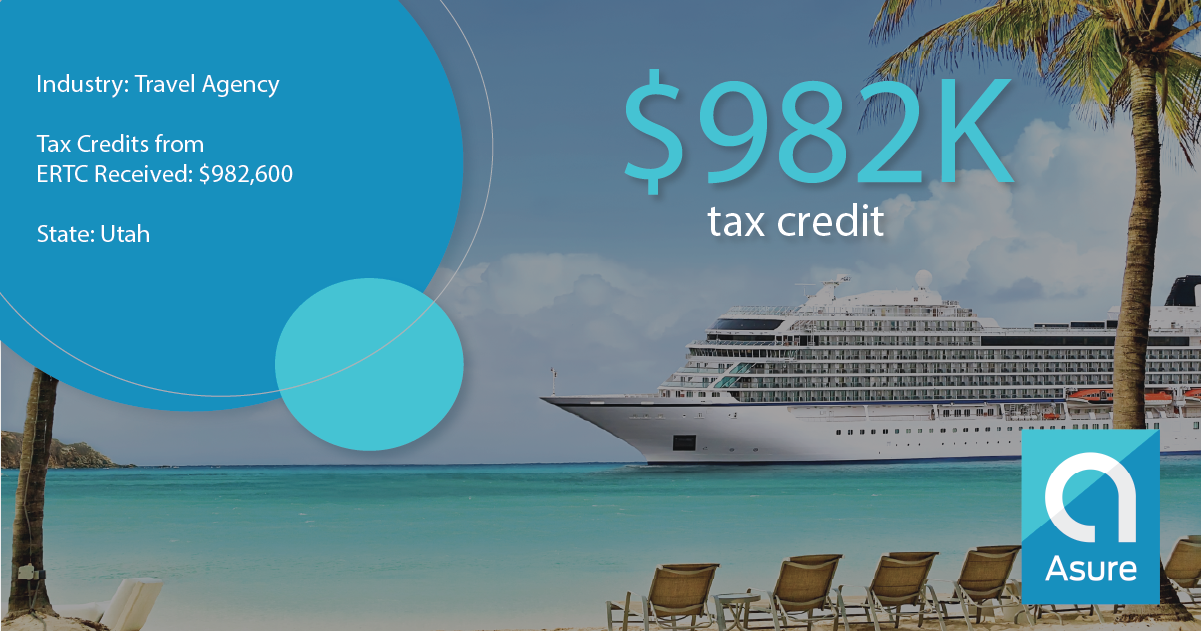 Industry: Travel Agency
Tax Credits from
ERTC Received: $982,600
State: Utah
$982K
tax credit
Asure